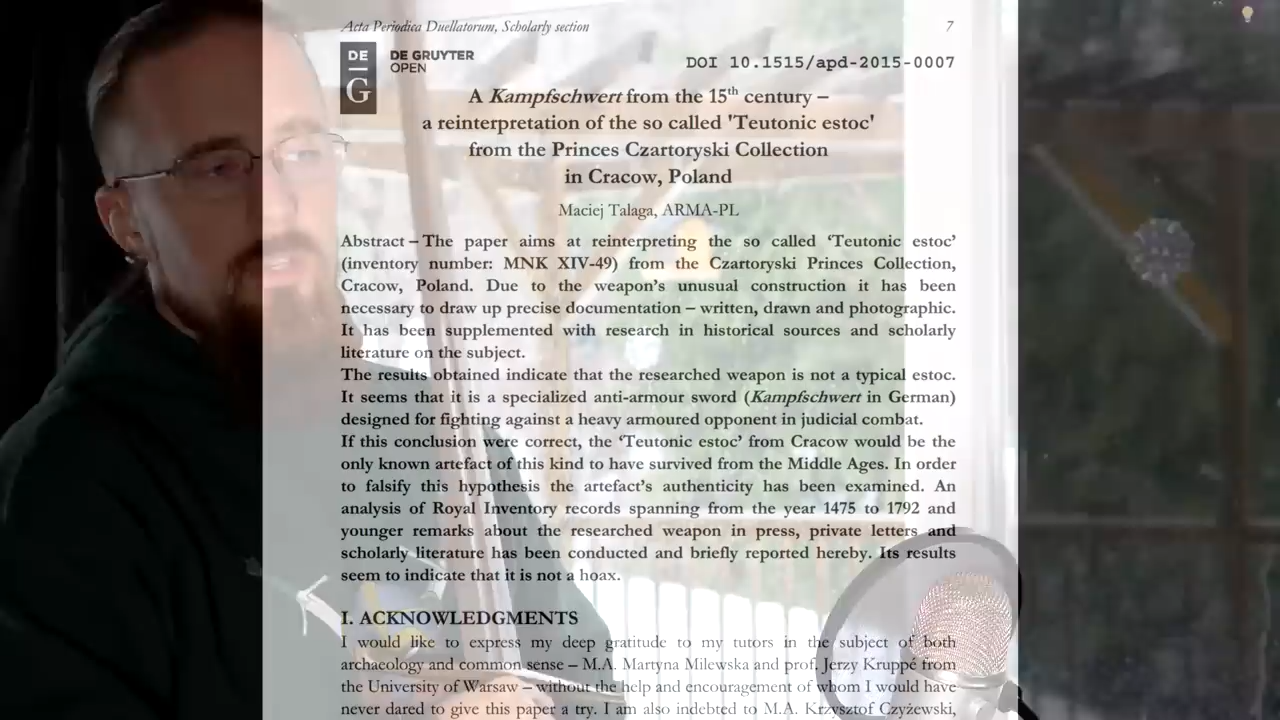 Acta Periodica Duellatorum, Scholarly section 7
DE
G
DE GRUYTER
OPEN
DOI 10.1515/apd-2015-0007
A Kampfschwert from the 15th century –
a reinterpretation of the so called 'Teutonic estoc'
from the Princes Czartoryski Collection
in Cracow, Poland
Maciej Talaga, ARMA-PL
Abstract – The paper aims at reinterpreting the so called ‘Teutonic estoc’
(inventory number: MNK XIV-49) from the Czartoryski Princes Collection,
Cracow, Poland. Due to the weapon’s unusual construction it has been
necessary to draw up precise documentation – written, drawn and photographic.
It has been supplemented with research in historical sources and scholarly
literature on the subject.
The results obtained indicate that the researched weapon is not a typical estoc.
It seems that it is a specialized anti-armour sword (Kampfschwert in German)
designed for fighting against a heavy armoured opponent in judicial combat.
If this conclusion were correct, the ‘Teutonic estoc’ from Cracow would be the
only known artefact of this kind to have survived from the Middle Ages. In order
to falsify this hypothesis the artefact’s authenticity has been examined. An
analysis of Royal Inventory records spanning from the year 1475 to 1792 and
younger remarks about the researched weapon in press, private letters and
scholarly literature has been conducted and briefly reported hereby. Its results
seem to indicate that it is not a hoax.
I. ACKNOWLEDGMENTS
I would like to express my deep gratitude to my tutors in the subject of both
archaeology and common sense – M.A. Martyna Milewska and prof. Jerzy Kruppé from
the University of Warsaw – without the help and encouragement of whom I would have
never dared to give this paper a try. I am also indebted to M.A. Krzysztof Czyżewski,